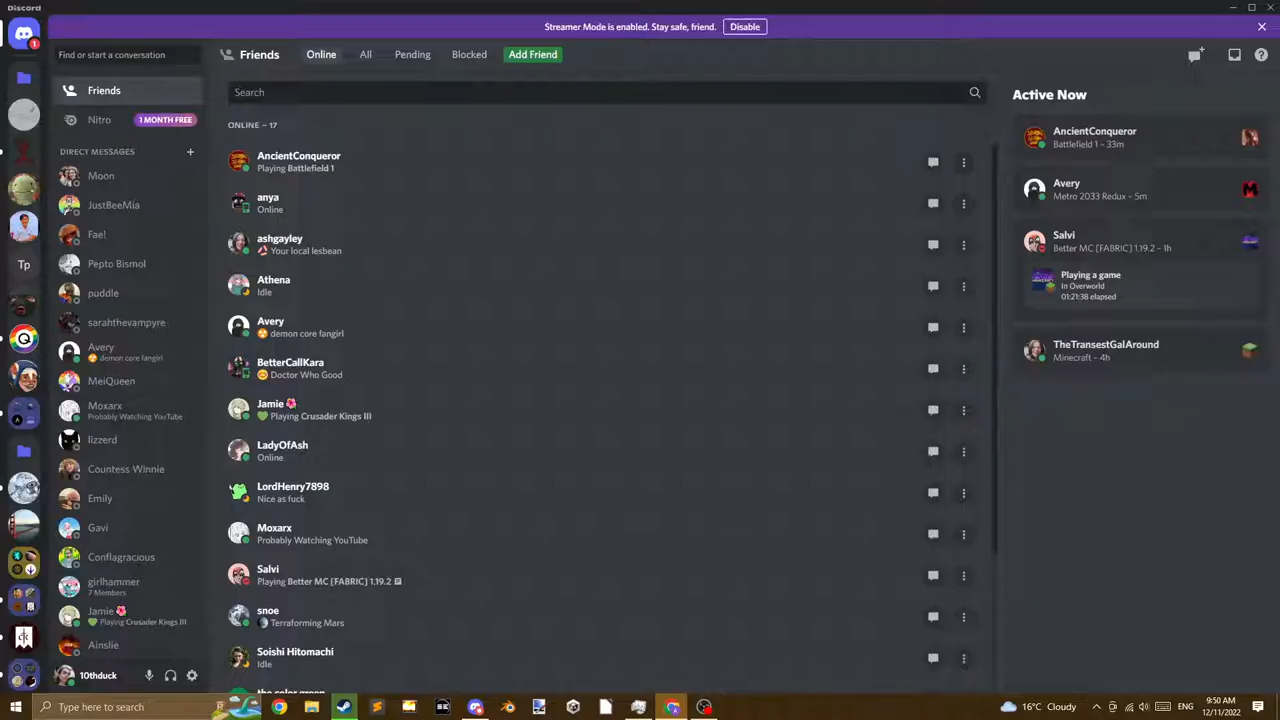 Discord
Streamer Mode is enabled. Stay safe, friend.
Disable
1
Find or start a conversation
Friends
Online
All
Pending
Blocked
Add Friend
Friends
Nitro
1 MONTH FREE
DIRECT MESSAGES
Moon
JustBeeMia
Fae!
Pepto Bismol
puddle
sarahthevampyre
Avery
demon core fangirl
MeiQueen
Moxarx
Probably Watching YouTube
lizzerd
Countess Winnie
Emily
Gavi
Conflagracious
girlhammer
7 Members
Jamie
Playing Crusader Kings III
Ainslie
10thduck
Tp
Search
ONLINE – 17
AncientConqueror
Playing Battlefield 1
anya
Online
ashgayley
Your local lesbean
Athena
Idle
Avery
demon core fangirl
BetterCallKara
Doctor Who Good
Jamie
Playing Crusader Kings III
LadyOfAsh
Online
LordHenry7898
Nice as fuck
Moxarx
Probably Watching YouTube
Salvi
Playing Better MC [FABRIC] 1.19.2
snoe
Terraforming Mars
Soishi Hitomachi
Idle
the color green
Active Now
AncientConqueror
Battlefield 1 – 33m
Avery
Metro 2033 Redux – 5m
Salvi
Better MC [FABRIC] 1.19.2 – 1h
Playing a game
In Overworld
01:21:38 elapsed
TheTransestGalAround
Minecraft – 4h
Type here to search
16°C Cloudy
ENG
9:50 AM
12/11/2022